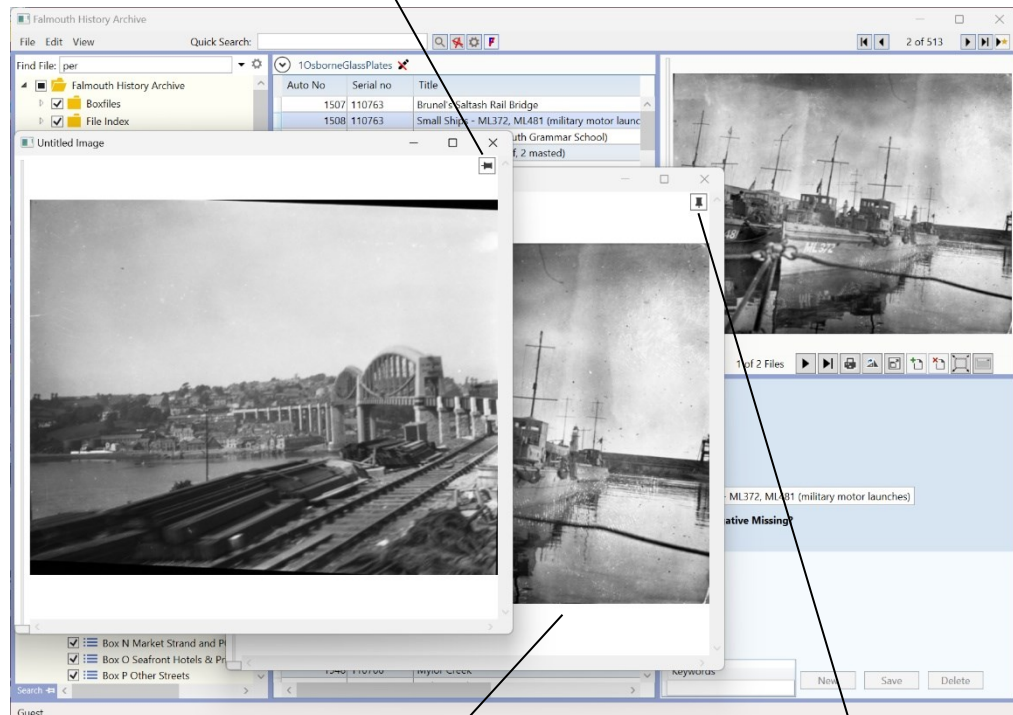 Falmouth History Archive
File Edit View Quick Search: F 2 of 513
Find File: per
1OsborneGlassPlates
Falmouth History Archive
Boxfiles
File Index
Auto No Serial no Title
1507 110763 Brunel's Saltash Rail Bridge
1508 110763 Small Ships - ML372, ML481 (military motor launc
uth Grammar School)
f, 2 masted)
Untitled Image
1 of 2 Files
- ML372, ML481 (military motor launches)
ative Missing?
Box N Market Strand and Pi
Box O Seafront Hotels & Pr
Box P Other Streets
1546 110766 Mylor Creek
Keywords
New Save Delete
Search
Guest